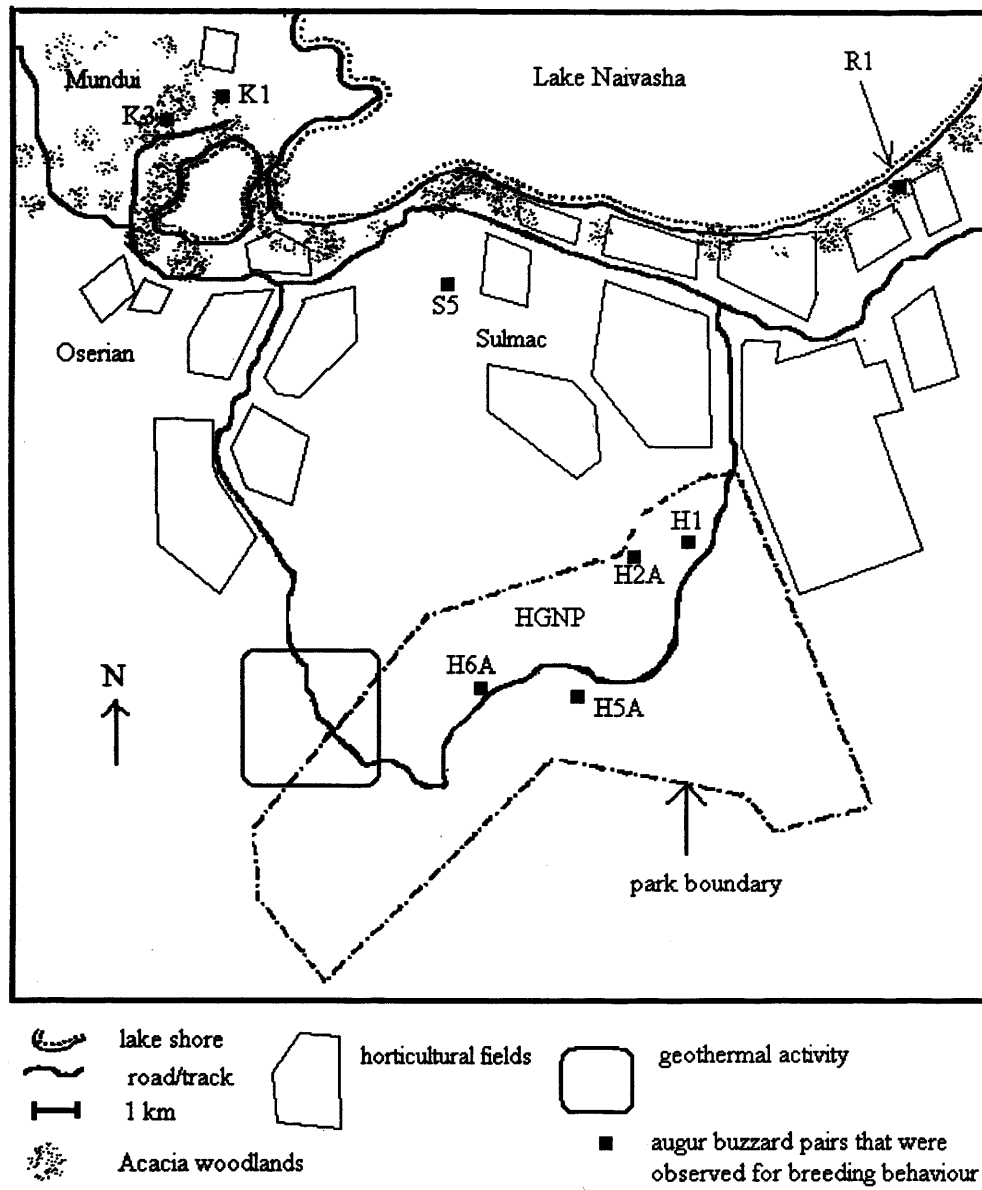 Lake Naivasha
R1
Mundui
K1
K3
S5
Sulmac
Oserian
H1
H2A
HGNP
H6A
H5A
N
park boundary
lake shore
road/track
1 km
Acacia woodlands
horticultural fields
geothermal activity
augur buzzard pairs that were
observed for breeding behaviour